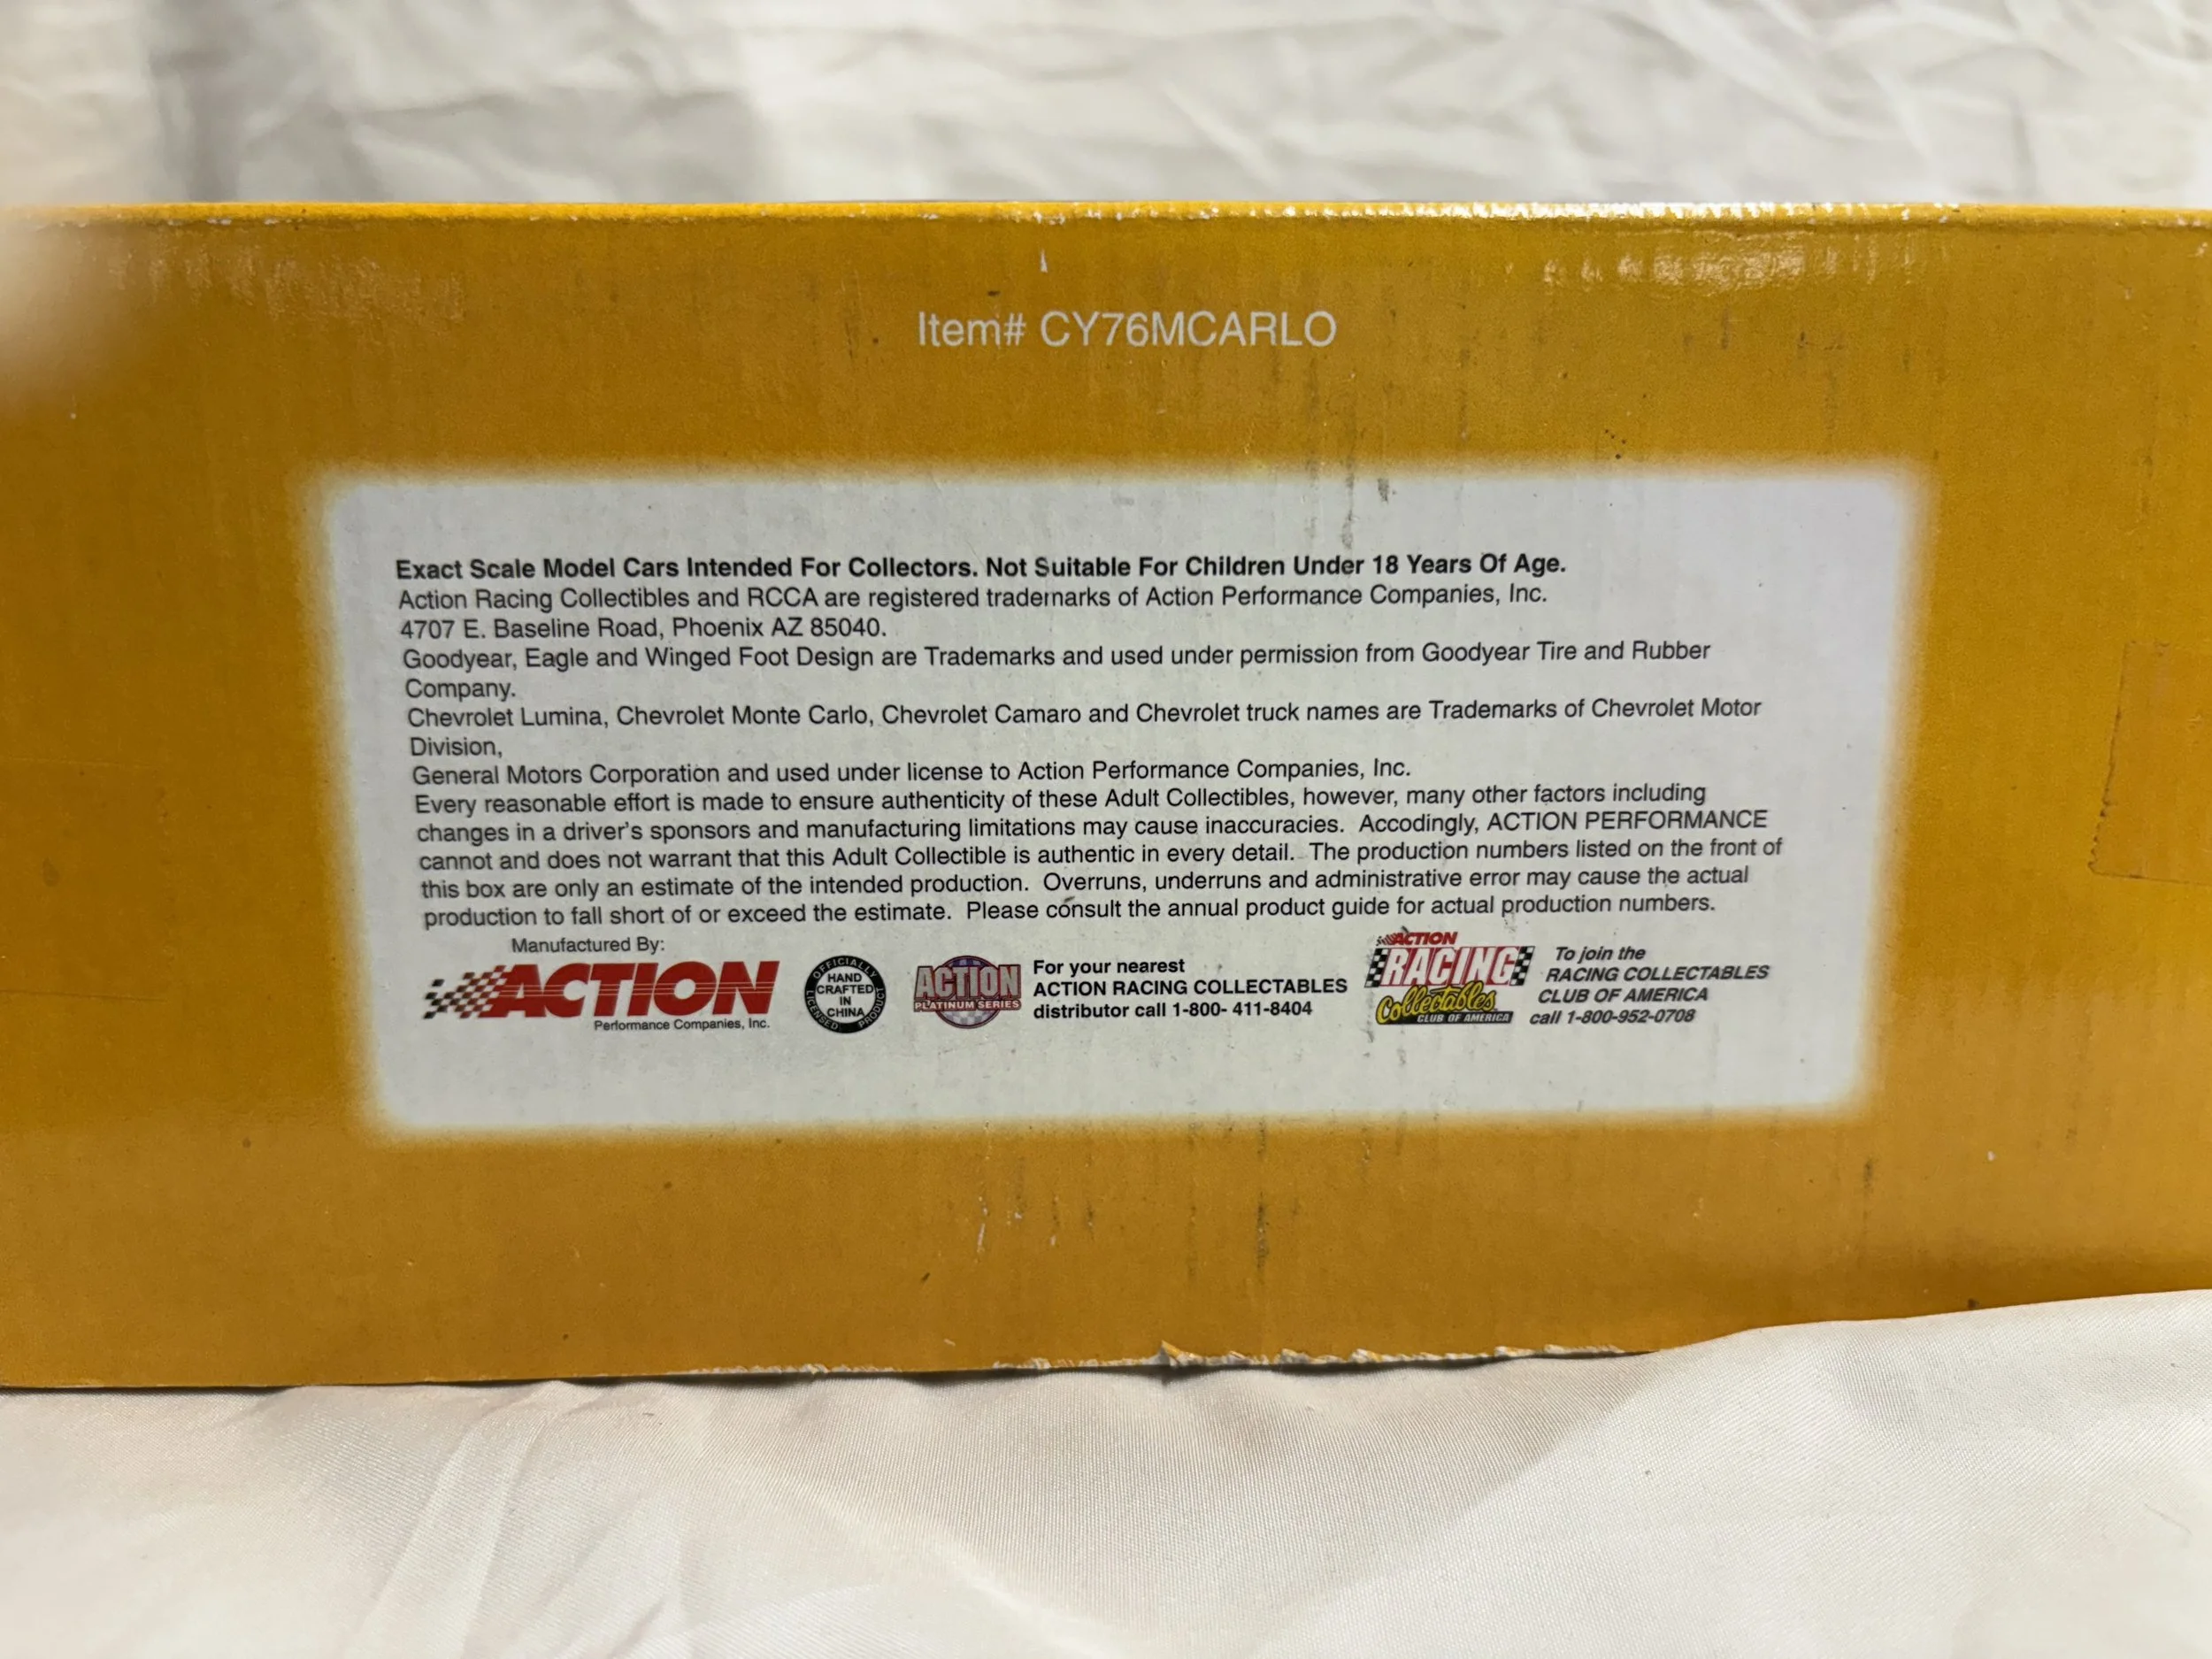 Item# CY76MCARLO
Exact Scale Model Cars Intended For Collectors. Not Suitable For Children Under 18 Years Of Age.
Action Racing Collectibles and RCCA are registered trademarks of Action Performance Companies, Inc.
4707 E. Baseline Road, Phoenix AZ 85040.
Goodyear, Eagle and Winged Foot Design are Trademarks and used under permission from Goodyear Tire and Rubber
Company.
Chevrolet Lumina, Chevrolet Monte Carlo, Chevrolet Camaro and Chevrolet truck names are Trademarks of Chevrolet Motor
Division,
General Motors Corporation and used under license to Action Performance Companies, Inc.
Every reasonable effort is made to ensure authenticity of these Adult Collectibles, however, many other factors including
changes in a driver's sponsors and manufacturing limitations may cause inaccuracies. Accodingly, ACTION PERFORMANCE
cannot and does not warrant that this Adult Collectible is authentic in every detail. The production numbers listed on the front of
this box are only an estimate of the intended production. Overruns, underruns and administrative error may cause the actual
production to fall short of or exceed the estimate. Please consult the annual product guide for actual production numbers.
Manufactured By:
ACTION
Performance Companies, Inc.
OFFICIALLY LICENSED PRODUCT
HAND
CRAFTED
IN
CHINA
ACTION
PLATINUM SERIES
For your nearest
ACTION RACING COLLECTABLES
distributor call 1-800- 411-8404
ACTION
RACING
Collectables
CLUB OF AMERICA
To join the
RACING COLLECTABLES
CLUB OF AMERICA
call 1-800-952-0708